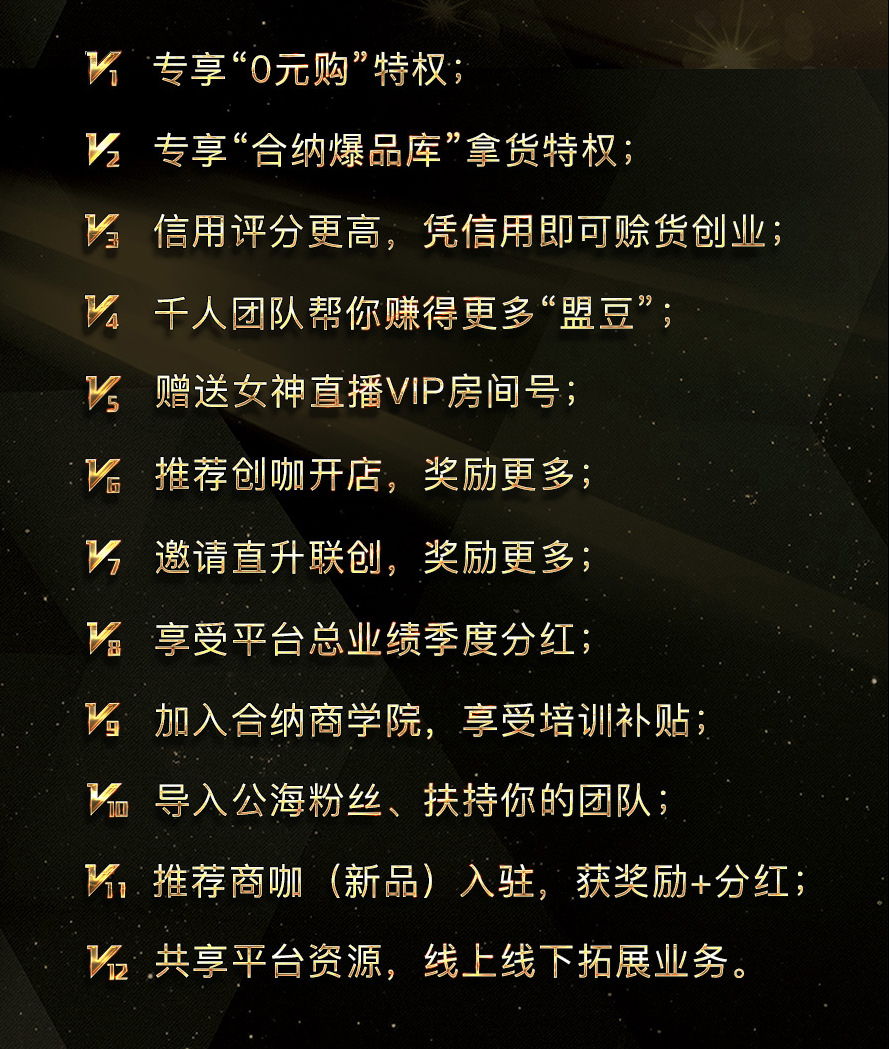 V1 专享“0元购”特权；
V2 专享“合纳爆品库”拿货特权；
V3 信用评分更高，凭信用即可赊货创业；
V4 千人团队帮你赚得更多“盟豆”；
V5 赠送女神直播VIP房间号；
V6 推荐创咖开店，奖励更多；
V7 邀请直升联创，奖励更多；
V8 享受平台总业绩季度分红；
V9 加入合纳商学院，享受培训补贴；
V10 导入公海粉丝、扶持你的团队；
V11 推荐商咖（新品）入驻，获奖励+分红；
V12 共享平台资源，线上线下拓展业务。